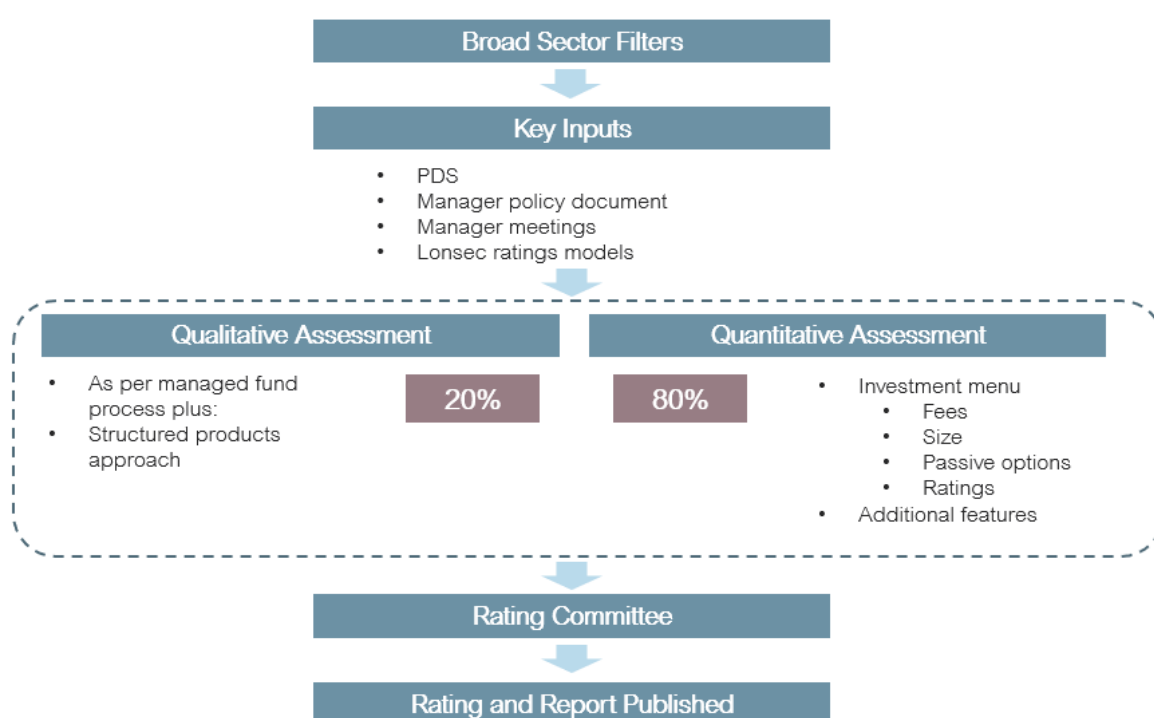 Broad Sector Filters
Key Inputs
• PDS
• Manager policy document
• Manager meetings
• Lonsec ratings models
Qualitative Assessment
• As per managed fund
process plus:
• Structured products
approach
20%
Quantitative Assessment
80%
• Investment menu
• Fees
• Size
• Passive options
• Ratings
• Additional features
Rating Committee
Rating and Report Published